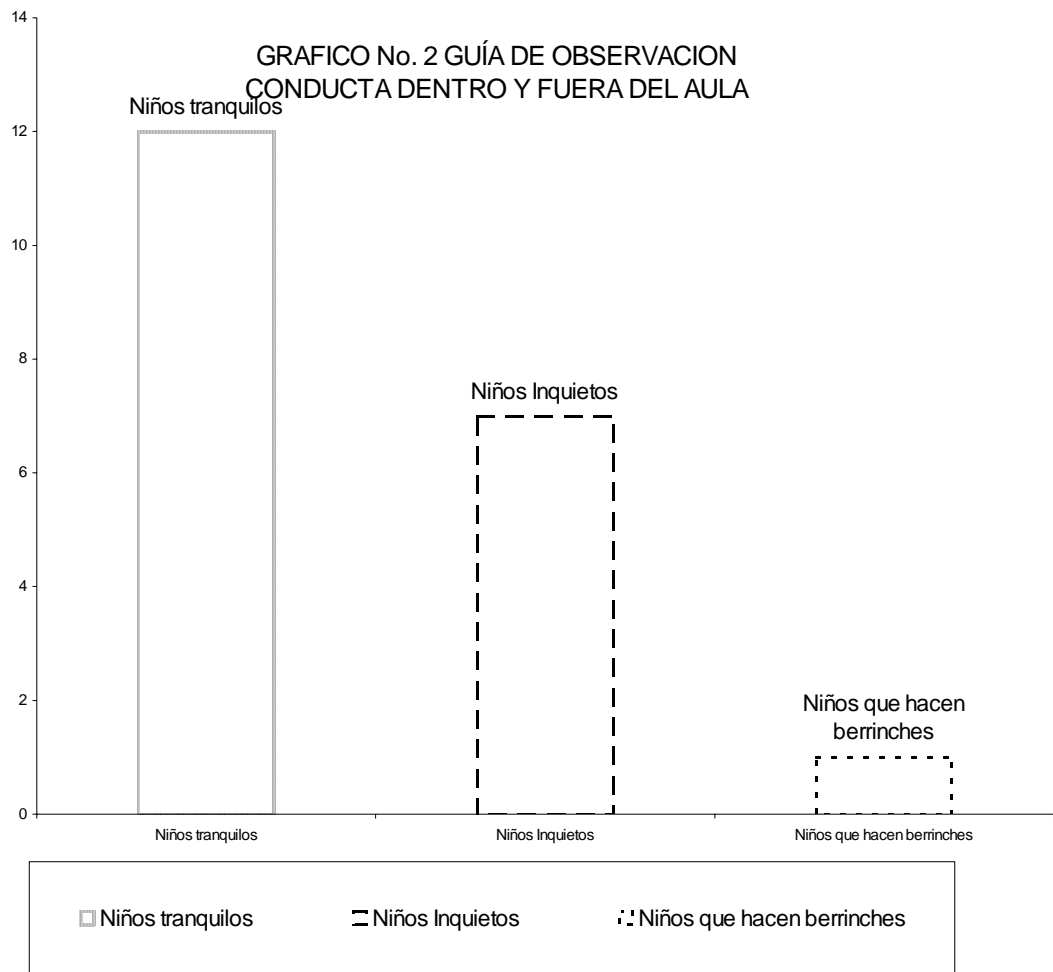 14
GRAFICO No. 2 GUÍA DE OBSERVACION
CONDUCTA DENTRO Y FUERA DEL AULA
Niños tranquilos
12
10
8
Niños Inquietos
6
4
2
Niños que hacen
berrinches
0
Niños tranquilos Niños Inquietos Niños que hacen berrinches
Niños tranquilos Niños Inquietos Niños que hacen berrinches